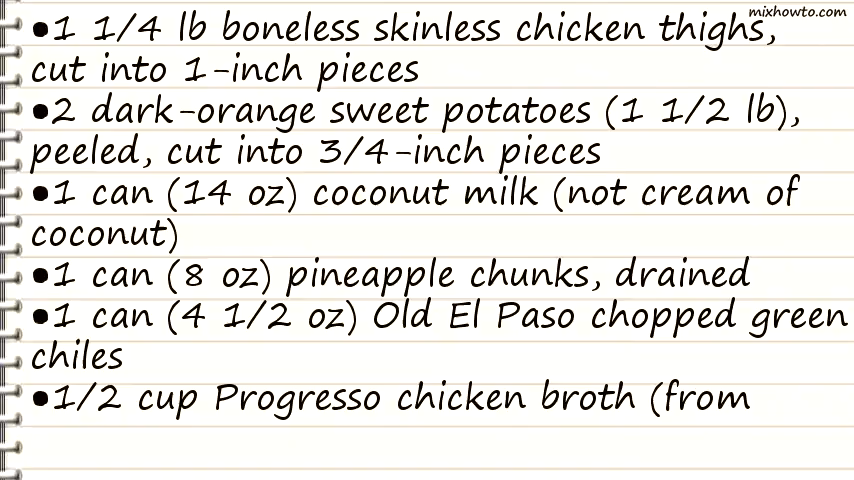 mixhowto.com
•1 1/4 lb boneless skinless chicken thighs,
cut into 1-inch pieces
•2 dark-orange sweet potatoes (1 1/2 lb),
peeled, cut into 3/4-inch pieces
•1 can (14 oz) coconut milk (not cream of
coconut)
•1 can (8 oz) pineapple chunks, drained
•1 can (4 1/2 oz) Old El Paso chopped green
chiles
•1/2 cup Progresso chicken broth (from